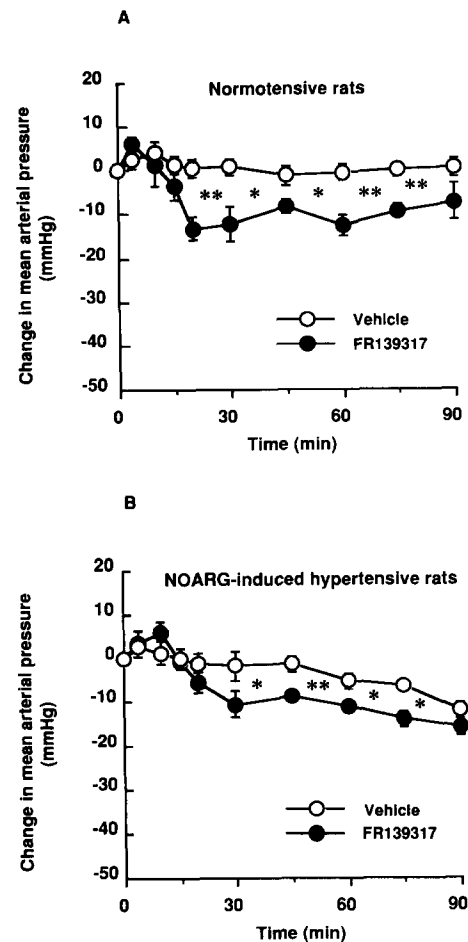 A
Normotensive rats
Change in mean arterial pressure
(mmHg)
20
10
0
-10
-20
-30
-40
-50
** * * ** **
Vehicle
FR139317
0 30 60 90
Time (min)
B
NOARG-induced hypertensive rats
Change in mean arterial pressure
(mmHg)
20
10
0
-10
-20
-30
-40
-50
* ** * *
Vehicle
FR139317
0 30 60 90
Time (min)